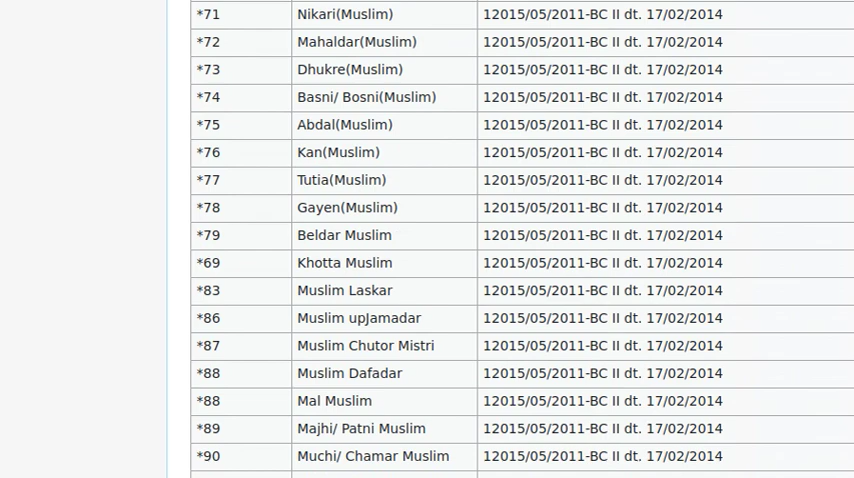 *71 Nikari(Muslim) 12015/05/2011-BC II dt. 17/02/2014
*72 Mahaldar(Muslim) 12015/05/2011-BC II dt. 17/02/2014
*73 Dhukre(Muslim) 12015/05/2011-BC II dt. 17/02/2014
*74 Basni/ Bosni(Muslim) 12015/05/2011-BC II dt. 17/02/2014
*75 Abdal(Muslim) 12015/05/2011-BC II dt. 17/02/2014
*76 Kan(Muslim) 12015/05/2011-BC II dt. 17/02/2014
*77 Tutia(Muslim) 12015/05/2011-BC II dt. 17/02/2014
*78 Gayen(Muslim) 12015/05/2011-BC II dt. 17/02/2014
*79 Beldar Muslim 12015/05/2011-BC II dt. 17/02/2014
*69 Khotta Muslim 12015/05/2011-BC II dt. 17/02/2014
*83 Muslim Laskar 12015/05/2011-BC II dt. 17/02/2014
*86 Muslim upJamadar 12015/05/2011-BC II dt. 17/02/2014
*87 Muslim Chutor Mistri 12015/05/2011-BC II dt. 17/02/2014
*88 Muslim Dafadar 12015/05/2011-BC II dt. 17/02/2014
*88 Mal Muslim 12015/05/2011-BC II dt. 17/02/2014
*89 Majhi/ Patni Muslim 12015/05/2011-BC II dt. 17/02/2014
*90 Muchi/ Chamar Muslim 12015/05/2011-BC II dt. 17/02/2014